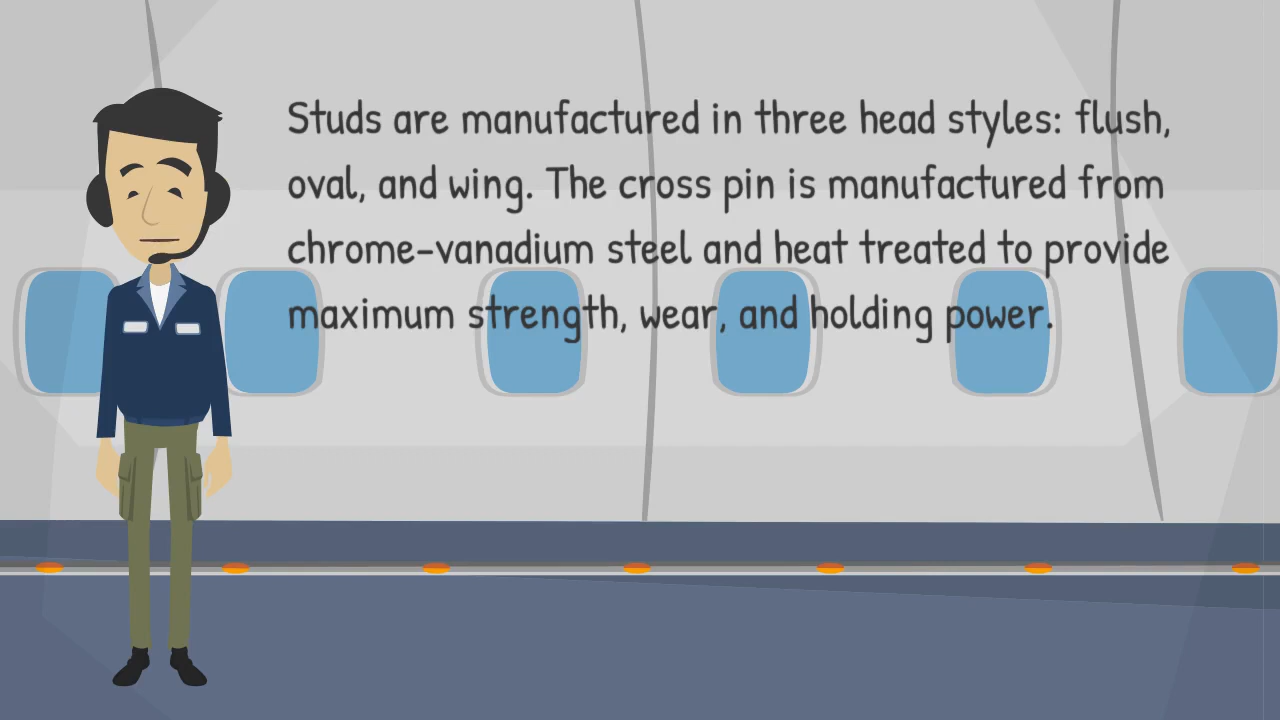 Studs are manufactured in three head styles: flush,
oval, and wing. The cross pin is manufactured from
chrome-vanadium steel and heat treated to provide
maximum strength, wear, and holding power.